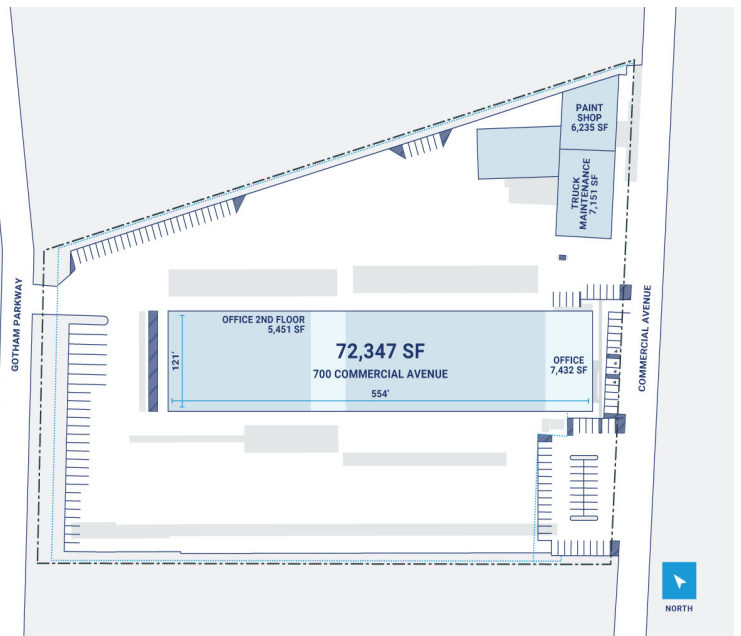 PAINT
SHOP
6,235 SF
TRUCK
MAINTENANCE
7,151 SF
GOTHAM PARKWAY
COMMERCIAL AVENUE
OFFICE 2ND FLOOR
5,451 SF
121'
72,347 SF
700 COMMERCIAL AVENUE
554'
OFFICE
7,432 SF
NORTH